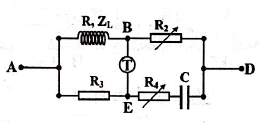 R, Z_L B R₂
A T D
R₃ E R₄ C